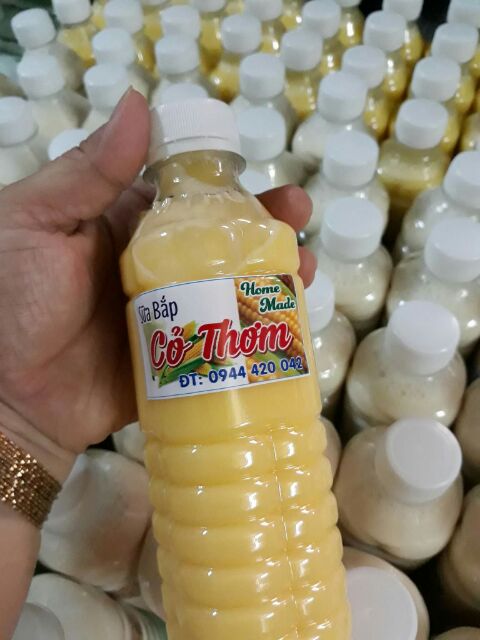 Home
Made
Sữa Bắp
Cỏ Thơm
ĐT: 0944 420 042